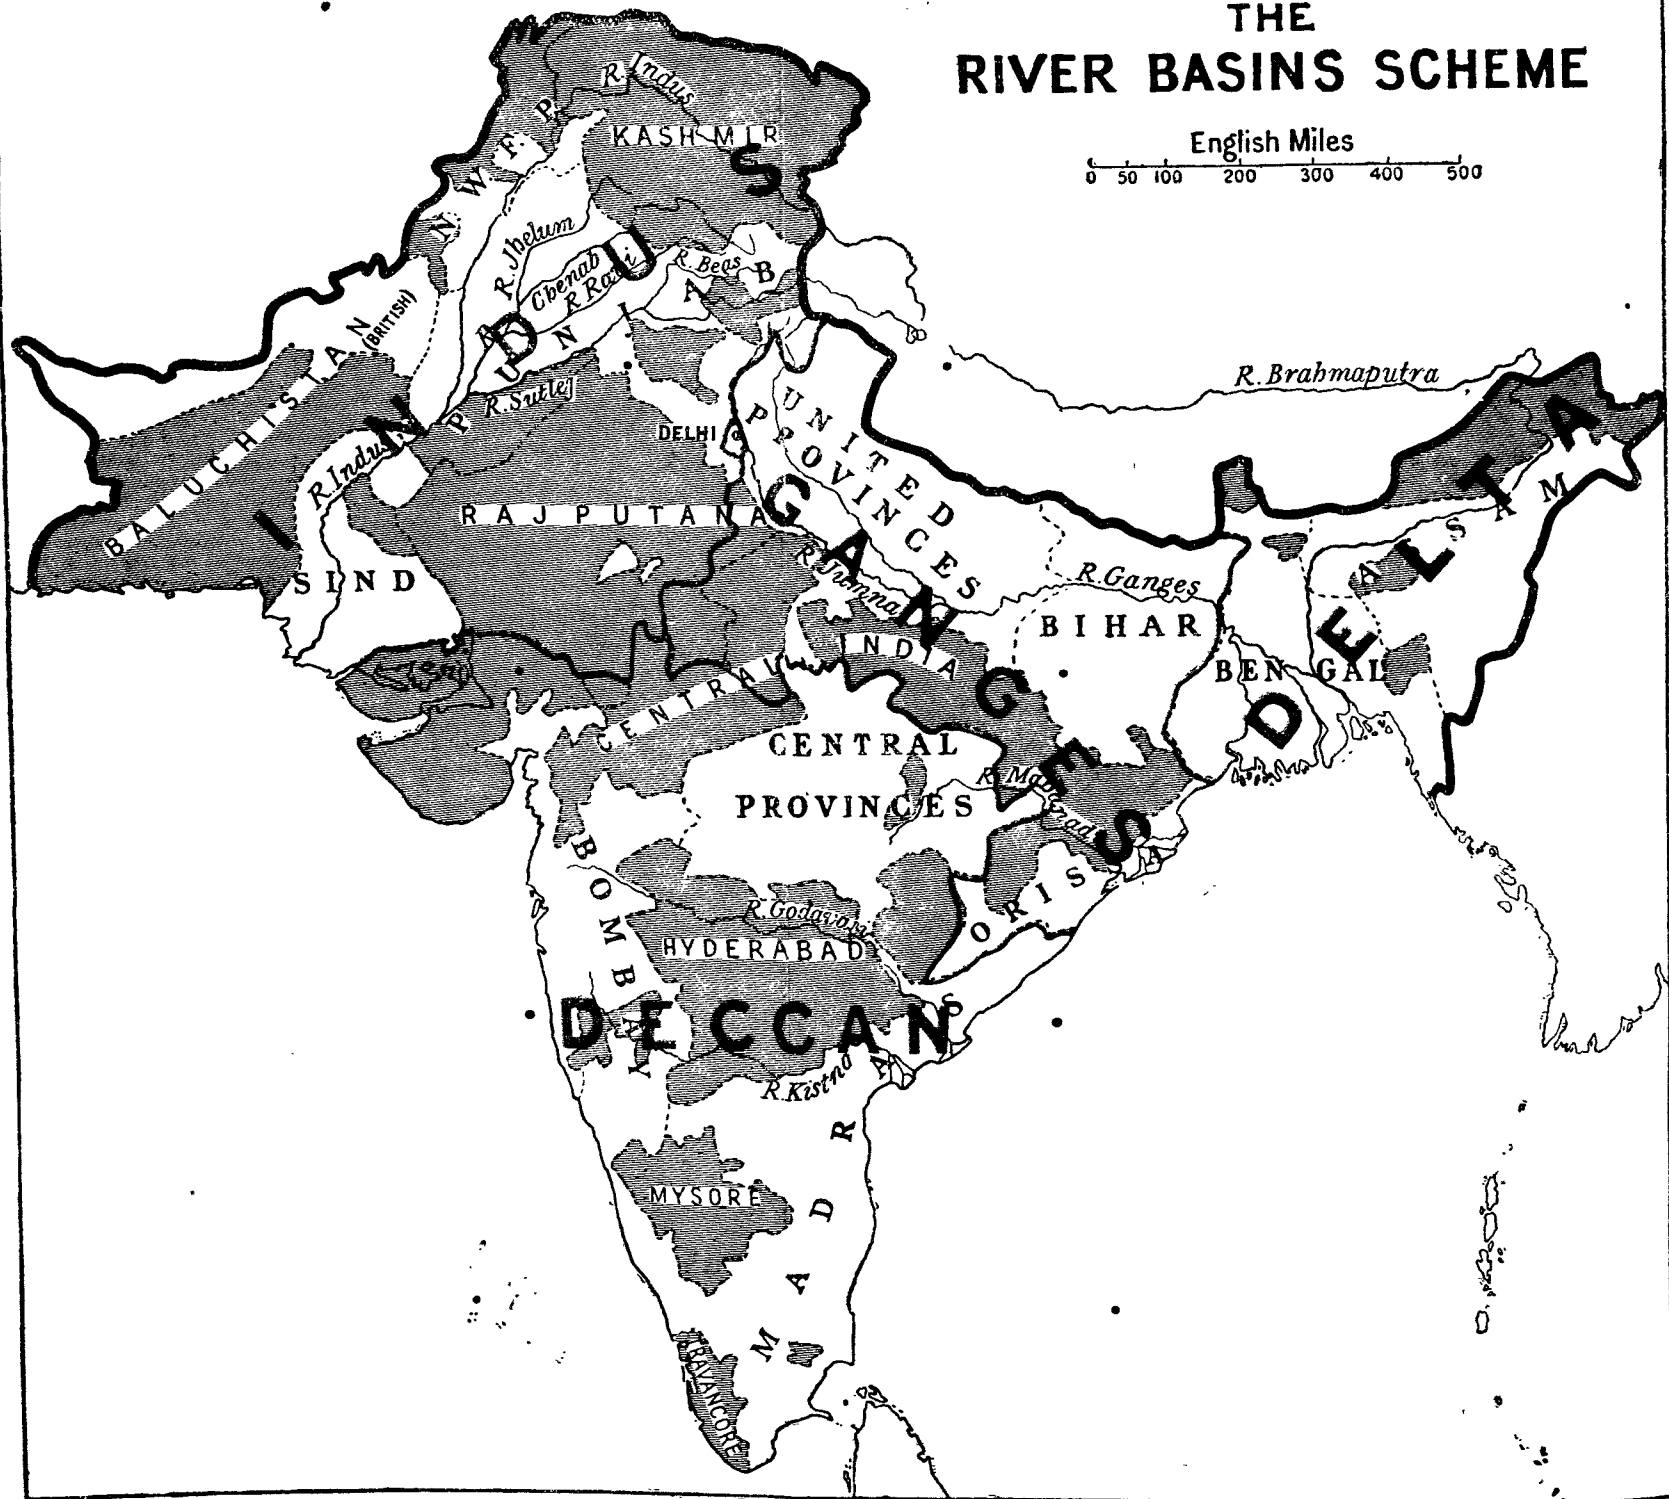 THE
RIVER BASINS SCHEME
English Miles
0 50 100 200 300 400 500
R. Indus
KASHMIR
N. W. F. P.
R. Jhelum
Chenab
R. Ravi
R. Beas
PUNJAB
(BRITISH)
BALUCHISTAN
R. Sutlej
R. Indus
INDUS
DELHI
UNITED
PROVINCES
R. Brahmaputra
RAJPUTANA
SIND
R. Jumna
R. Ganges
GANGES
BIHAR
ASSAM
DELTA
BENGAL
CENTRAL INDIA
CENTRAL
PROVINCES
R. Mahanadi
ORISSA
BOMBAY
R. Godavari
HYDERABAD
DECCAN
R. Kistna
MADRAS
MYSORE
TRAVANCORE